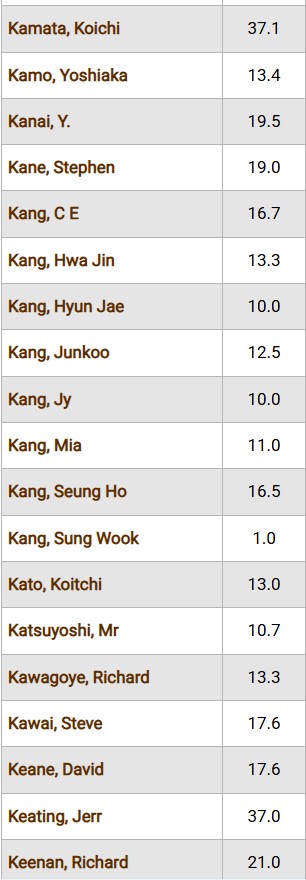 Kamata, Koichi 37.1
Kamo, Yoshiaka 13.4
Kanai, Y. 19.5
Kane, Stephen 19.0
Kang, C E 16.7
Kang, Hwa Jin 13.3
Kang, Hyun Jae 10.0
Kang, Junkoo 12.5
Kang, Jy 10.0
Kang, Mia 11.0
Kang, Seung Ho 16.5
Kang, Sung Wook 1.0
Kato, Koitchi 13.0
Katsuyoshi, Mr 10.7
Kawagoye, Richard 13.3
Kawai, Steve 17.6
Keane, David 17.6
Keating, Jerr 37.0
Keenan, Richard 21.0